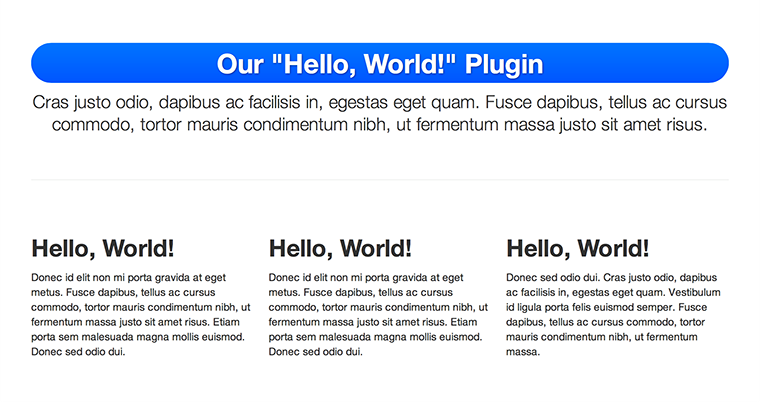 Our "Hello, World!" Plugin
Cras justo odio, dapibus ac facilisis in, egestas eget quam. Fusce dapibus, tellus ac cursus
commodo, tortor mauris condimentum nibh, ut fermentum massa justo sit amet risus.
Hello, World!
Donec id elit non mi porta gravida at eget
metus. Fusce dapibus, tellus ac cursus
commodo, tortor mauris condimentum nibh, ut
fermentum massa justo sit amet risus. Etiam
porta sem malesuada magna mollis euismod.
Donec sed odio dui.
Hello, World!
Donec id elit non mi porta gravida at eget
metus. Fusce dapibus, tellus ac cursus
commodo, tortor mauris condimentum nibh, ut
fermentum massa justo sit amet risus. Etiam
porta sem malesuada magna mollis euismod.
Donec sed odio dui.
Hello, World!
Donec sed odio dui. Cras justo odio, dapibus
ac facilisis in, egestas eget quam. Vestibulum
id ligula porta felis euismod semper. Fusce
dapibus, tellus ac cursus commodo, tortor
mauris condimentum nibh, ut fermentum
massa.